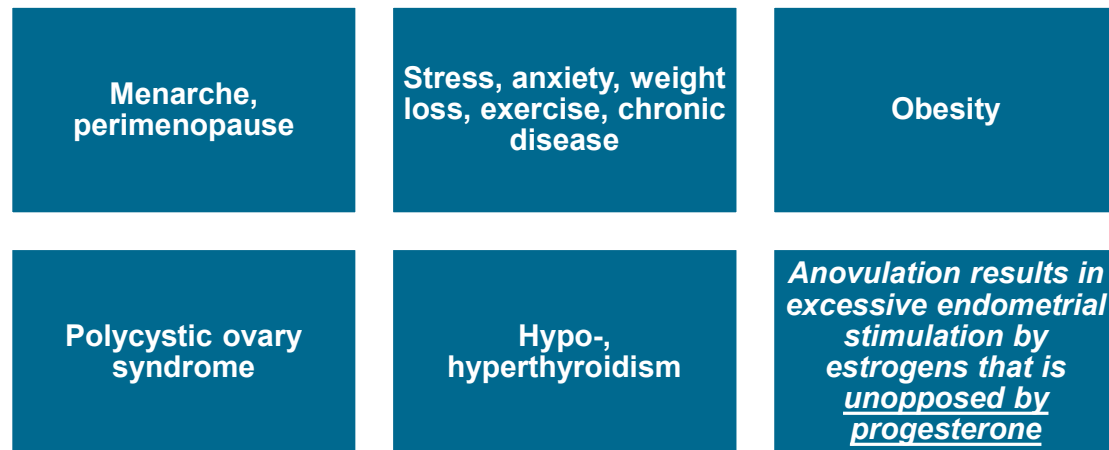 Menarche,
perimenopause
Stress, anxiety, weight
loss, exercise, chronic
disease
Obesity
Polycystic ovary
syndrome
Hypo-,
hyperthyroidism
Anovulation results in
excessive endometrial
stimulation by
estrogens that is
unopposed by
progesterone